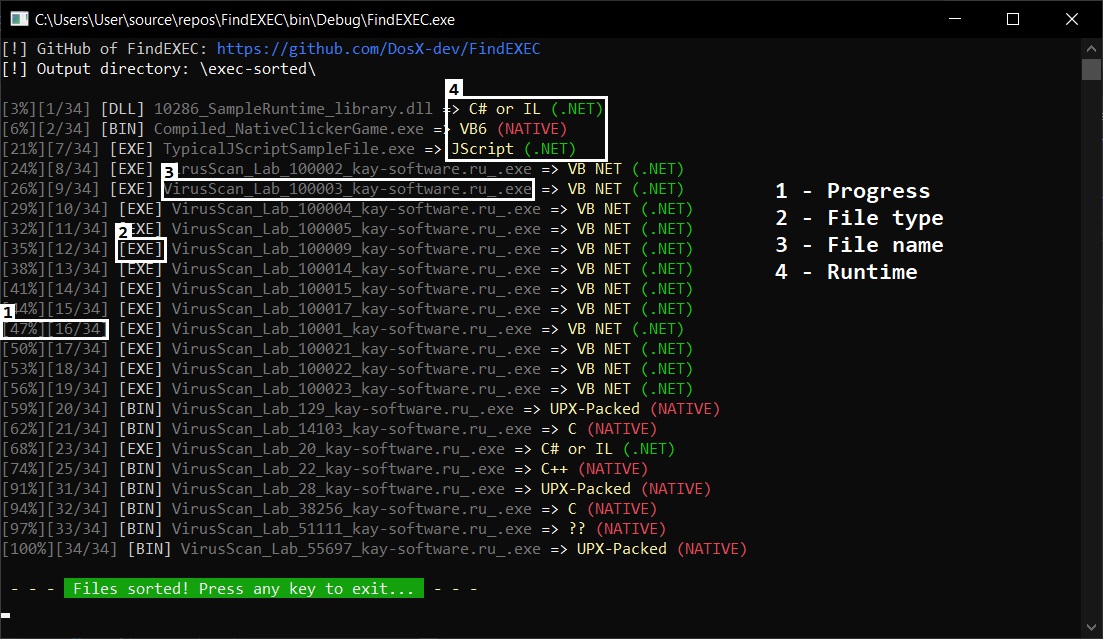 C:\Users\User\source\repos\FindEXEC\bin\Debug\FindEXEC.exe
[!] GitHub of FindEXEC: https://github.com/DosX-dev/FindEXEC
[!] Output directory: \exec-sorted\
4
[3%][1/34] [DLL] 10286_SampleRuntime_library.dll => C# or IL (.NET)
[6%][2/34] [BIN] Compiled_NativeClickerGame.exe => VB6 (NATIVE)
[21%][7/34] [EXE] TypicalJScriptSampleFile.exe => JScript (.NET)
3
[24%][8/34] [EXE] VirusScan_Lab_100002_kay-software.ru_.exe => VB NET (.NET)
[26%][9/34] [EXE] VirusScan_Lab_100003_kay-software.ru_.exe => VB NET (.NET)
[29%][10/34] [EXE] VirusScan_Lab_100004_kay-software.ru_.exe => VB NET (.NET)
2
[32%][11/34] [EXE] VirusScan_Lab_100005_kay-software.ru_.exe => VB NET (.NET)
[35%][12/34] [EXE] VirusScan_Lab_100009_kay-software.ru_.exe => VB NET (.NET)
[38%][13/34] [EXE] VirusScan_Lab_100014_kay-software.ru_.exe => VB NET (.NET)
[41%][14/34] [EXE] VirusScan_Lab_100015_kay-software.ru_.exe => VB NET (.NET)
1
[44%][15/34] [EXE] VirusScan_Lab_100017_kay-software.ru_.exe => VB NET (.NET)
[47%][16/34] [EXE] VirusScan_Lab_10001_kay-software.ru_.exe => VB NET (.NET)
[50%][17/34] [EXE] VirusScan_Lab_100021_kay-software.ru_.exe => VB NET (.NET)
[53%][18/34] [EXE] VirusScan_Lab_100022_kay-software.ru_.exe => VB NET (.NET)
[56%][19/34] [EXE] VirusScan_Lab_100023_kay-software.ru_.exe => VB NET (.NET)
[59%][20/34] [BIN] VirusScan_Lab_129_kay-software.ru_.exe => UPX-Packed (NATIVE)
[62%][21/34] [BIN] VirusScan_Lab_14103_kay-software.ru_.exe => C (NATIVE)
[68%][23/34] [EXE] VirusScan_Lab_20_kay-software.ru_.exe => C# or IL (.NET)
[74%][25/34] [BIN] VirusScan_Lab_22_kay-software.ru_.exe => C++ (NATIVE)
[91%][31/34] [BIN] VirusScan_Lab_28_kay-software.ru_.exe => UPX-Packed (NATIVE)
[94%][32/34] [BIN] VirusScan_Lab_38256_kay-software.ru_.exe => C (NATIVE)
[97%][33/34] [BIN] VirusScan_Lab_51111_kay-software.ru_.exe => ?? (NATIVE)
[100%][34/34] [BIN] VirusScan_Lab_55697_kay-software.ru_.exe => UPX-Packed (NATIVE)
- - - Files sorted! Press any key to exit... - - -
1 - Progress
2 - File type
3 - File name
4 - Runtime